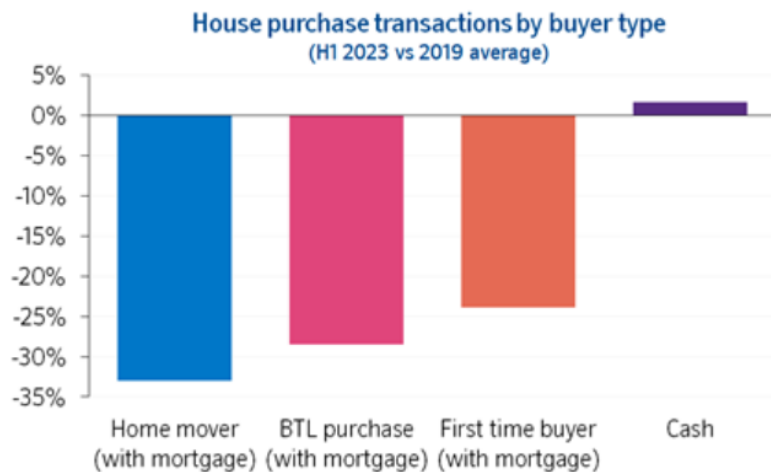 House purchase transactions by buyer type
(H1 2023 vs 2019 average)
5%
0%
-5%
-10%
-15%
-20%
-25%
-30%
-35%
Home mover
(with mortgage)
BTL purchase
(with mortgage)
First time buyer
(with mortgage)
Cash